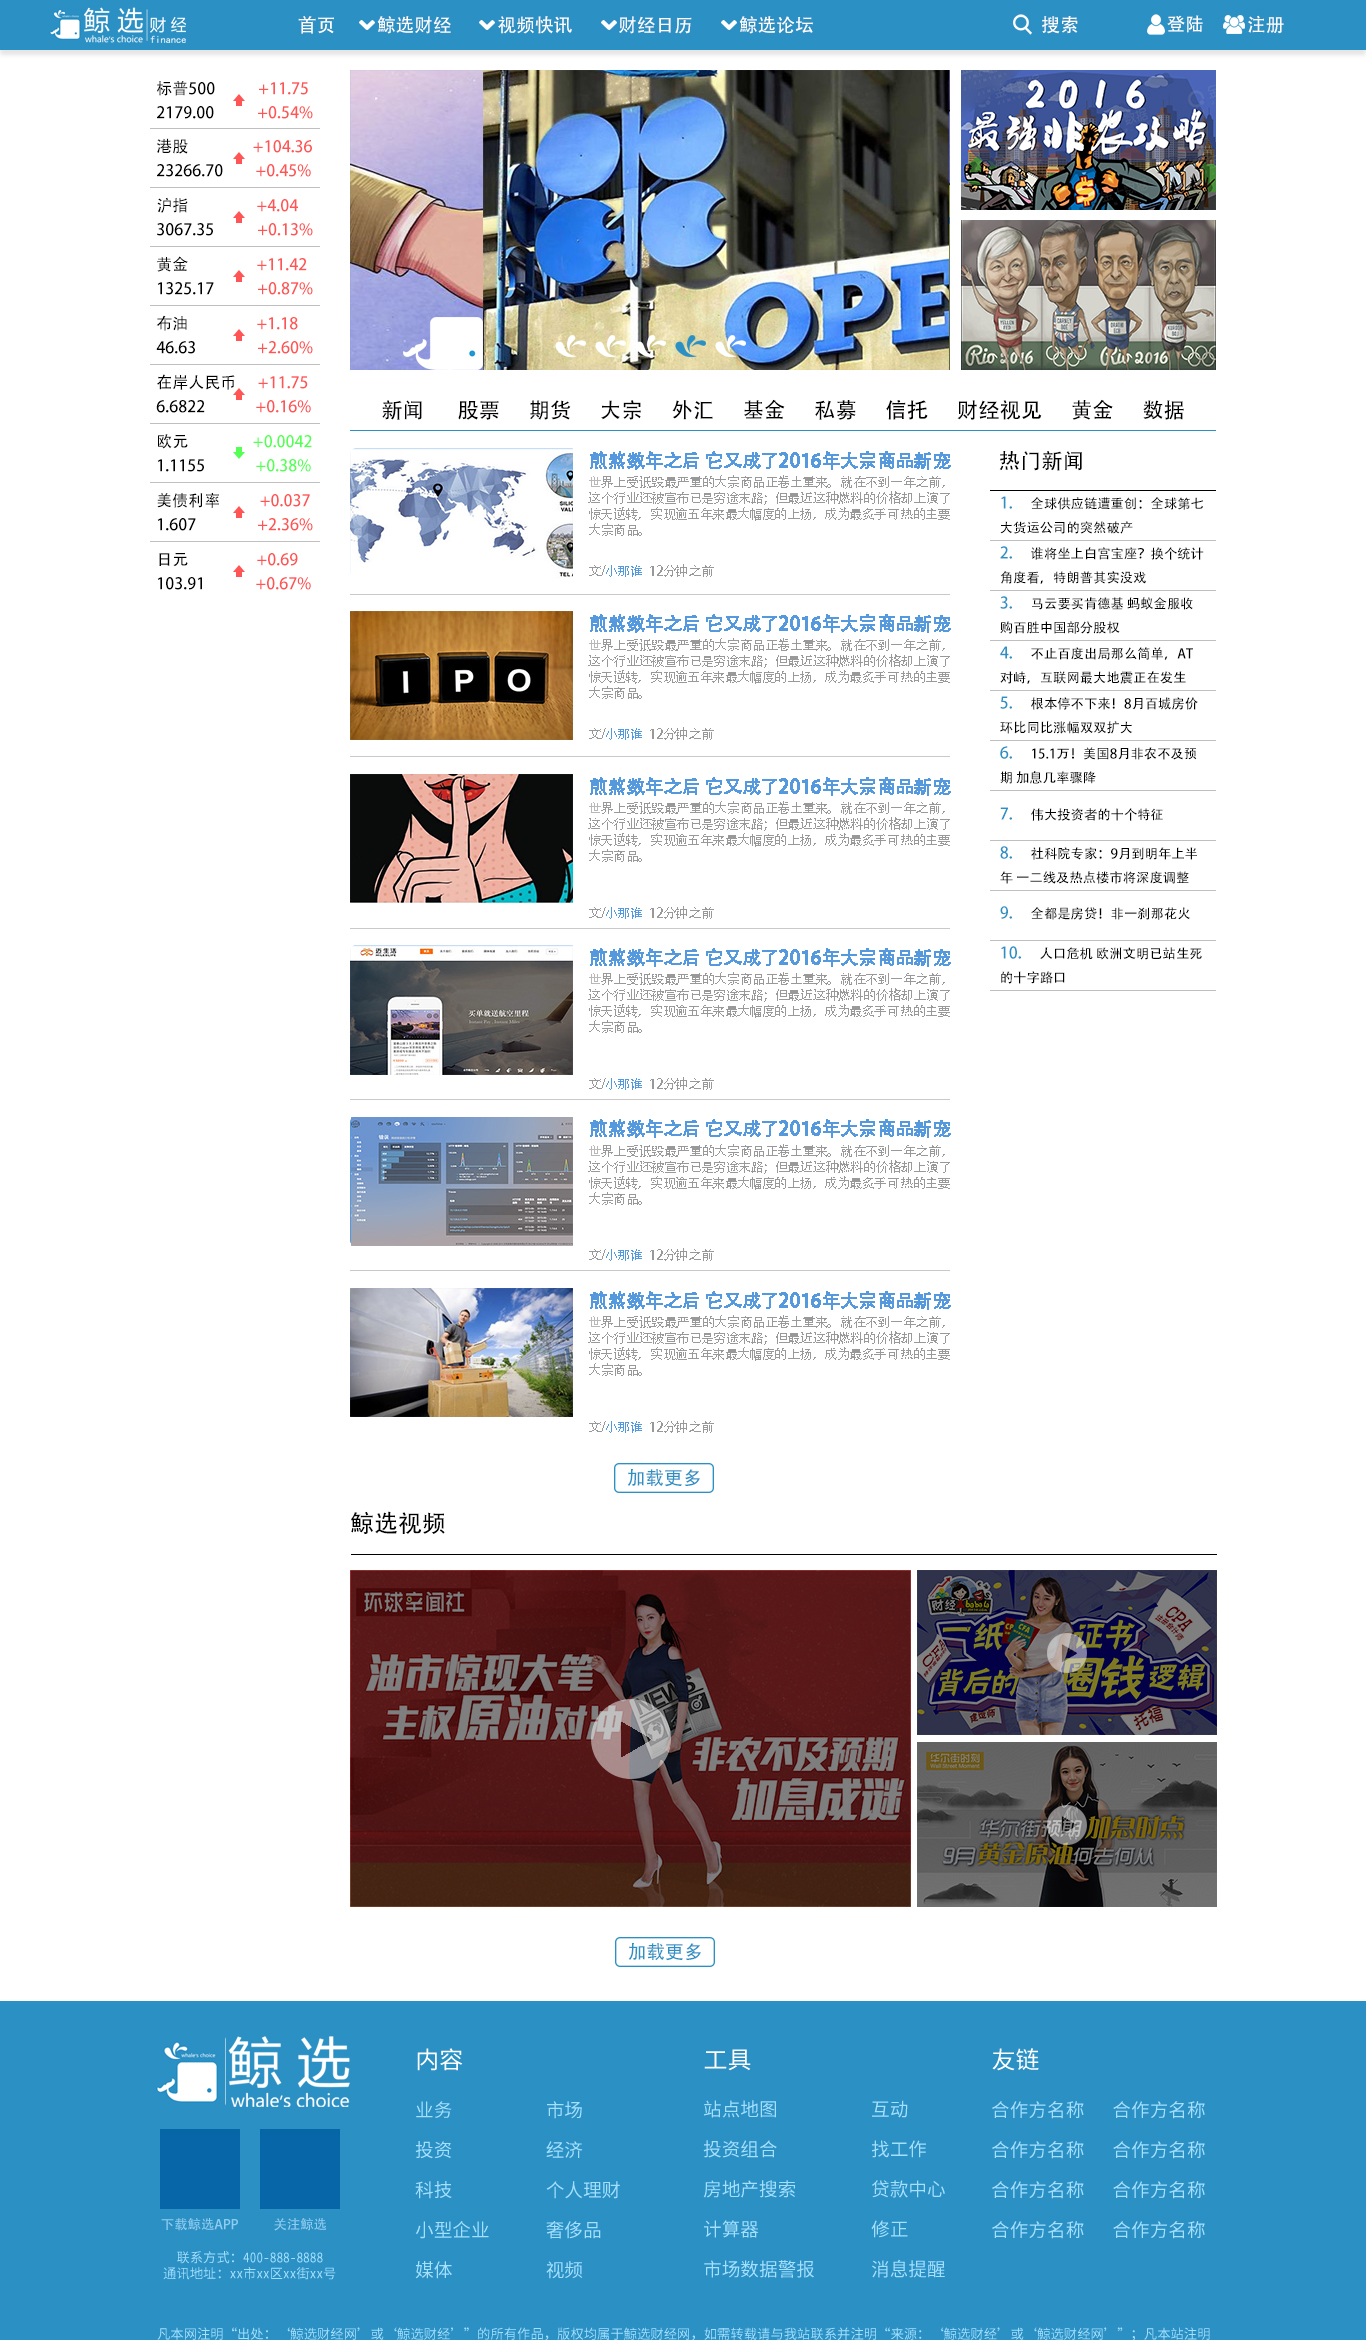 鲸选 财经
whale's choice finance
首页 鲸选财经 视频快讯 财经日历 鲸选论坛 搜索 登陆 注册
标普500 +11.75
2179.00 +0.54%
港股 +104.36
23266.70 +0.45%
沪指 +4.04
3067.35 +0.13%
黄金 +11.42
1325.17 +0.87%
布油 +1.18
46.63 +2.60%
在岸人民币 +11.75
6.6822 +0.16%
欧元 +0.0042
1.1155 +0.38%
美债利率 +0.037
1.607 +2.36%
日元 +0.69
103.91 +0.67%
OPE
2016
最强非农攻略
Rio 2016
Rio 2016
新闻 股票 期货 大宗 外汇 基金 私募 信托 财经视见 黄金 数据
煎熬数年之后 它又成了2016年大宗商品新宠
世界上受诋毁最严重的大宗商品正卷土重来。就在不到一年之前，
这个行业还被宣布已是穷途末路；但最近这种燃料的价格却上演了
惊天逆转，实现逾五年来最大幅度的上扬，成为最炙手可热的主要
大宗商品。
文/小那谁 12分钟之前
IPO
煎熬数年之后 它又成了2016年大宗商品新宠
世界上受诋毁最严重的大宗商品正卷土重来。就在不到一年之前，
这个行业还被宣布已是穷途末路；但最近这种燃料的价格却上演了
惊天逆转，实现逾五年来最大幅度的上扬，成为最炙手可热的主要
大宗商品。
文/小那谁 12分钟之前
煎熬数年之后 它又成了2016年大宗商品新宠
世界上受诋毁最严重的大宗商品正卷土重来。就在不到一年之前，
这个行业还被宣布已是穷途末路；但最近这种燃料的价格却上演了
惊天逆转，实现逾五年来最大幅度的上扬，成为最炙手可热的主要
大宗商品。
文/小那谁 12分钟之前
迈生活
买单就送航空里程
煎熬数年之后 它又成了2016年大宗商品新宠
世界上受诋毁最严重的大宗商品正卷土重来。就在不到一年之前，
这个行业还被宣布已是穷途末路；但最近这种燃料的价格却上演了
惊天逆转，实现逾五年来最大幅度的上扬，成为最炙手可热的主要
大宗商品。
文/小那谁 12分钟之前
煎熬数年之后 它又成了2016年大宗商品新宠
世界上受诋毁最严重的大宗商品正卷土重来。就在不到一年之前，
这个行业还被宣布已是穷途末路；但最近这种燃料的价格却上演了
惊天逆转，实现逾五年来最大幅度的上扬，成为最炙手可热的主要
大宗商品。
文/小那谁 12分钟之前
煎熬数年之后 它又成了2016年大宗商品新宠
世界上受诋毁最严重的大宗商品正卷土重来。就在不到一年之前，
这个行业还被宣布已是穷途末路；但最近这种燃料的价格却上演了
惊天逆转，实现逾五年来最大幅度的上扬，成为最炙手可热的主要
大宗商品。
文/小那谁 12分钟之前
加载更多
热门新闻
1. 全球供应链遭重创：全球第七
大货运公司的突然破产
2. 谁将坐上白宫宝座？换个统计
角度看，特朗普其实没戏
3. 马云要买肯德基 蚂蚁金服收
购百胜中国部分股权
4. 不止百度出局那么简单，AT
对峙，互联网最大地震正在发生
5. 根本停不下来！8月百城房价
环比同比涨幅双双扩大
6. 15.1万！美国8月非农不及预
期 加息几率骤降
7. 伟大投资者的十个特征
8. 社科院专家：9月到明年上半
年 一二线及热点楼市将深度调整
9. 全都是房贷！非一刹那花火
10. 人口危机 欧洲文明已站生死
的十字路口
鲸选视频
环球辛闻社
油市惊现大笔
主权原油对冲
NEWS
非农不及预期
加息成谜
财经
一纸证书
背后的圈钱逻辑
CFA
CPA
建造师
托福
华尔街时刻
Wall Street Moment
华尔街预期加息时点
9月黄金原油何去何从
加载更多
whale's choice
鲸选
whale's choice
下载鲸选APP 关注鲸选
联系方式：400-888-8888
通讯地址：xx市xx区xx街xx号
内容
业务 市场
投资 经济
科技 个人理财
小型企业 奢侈品
媒体 视频
工具
站点地图 互动
投资组合 找工作
房地产搜索 贷款中心
计算器 修正
市场数据警报 消息提醒
友链
合作方名称 合作方名称
合作方名称 合作方名称
合作方名称 合作方名称
合作方名称 合作方名称
凡本网注明“出处：‘鲸选财经网’或‘鲸选财经’”的所有作品，版权均属于鲸选财经网，如需转载请与我站联系并注明“来源：‘鲸选财经’或‘鲸选财经网’”；凡本站注明